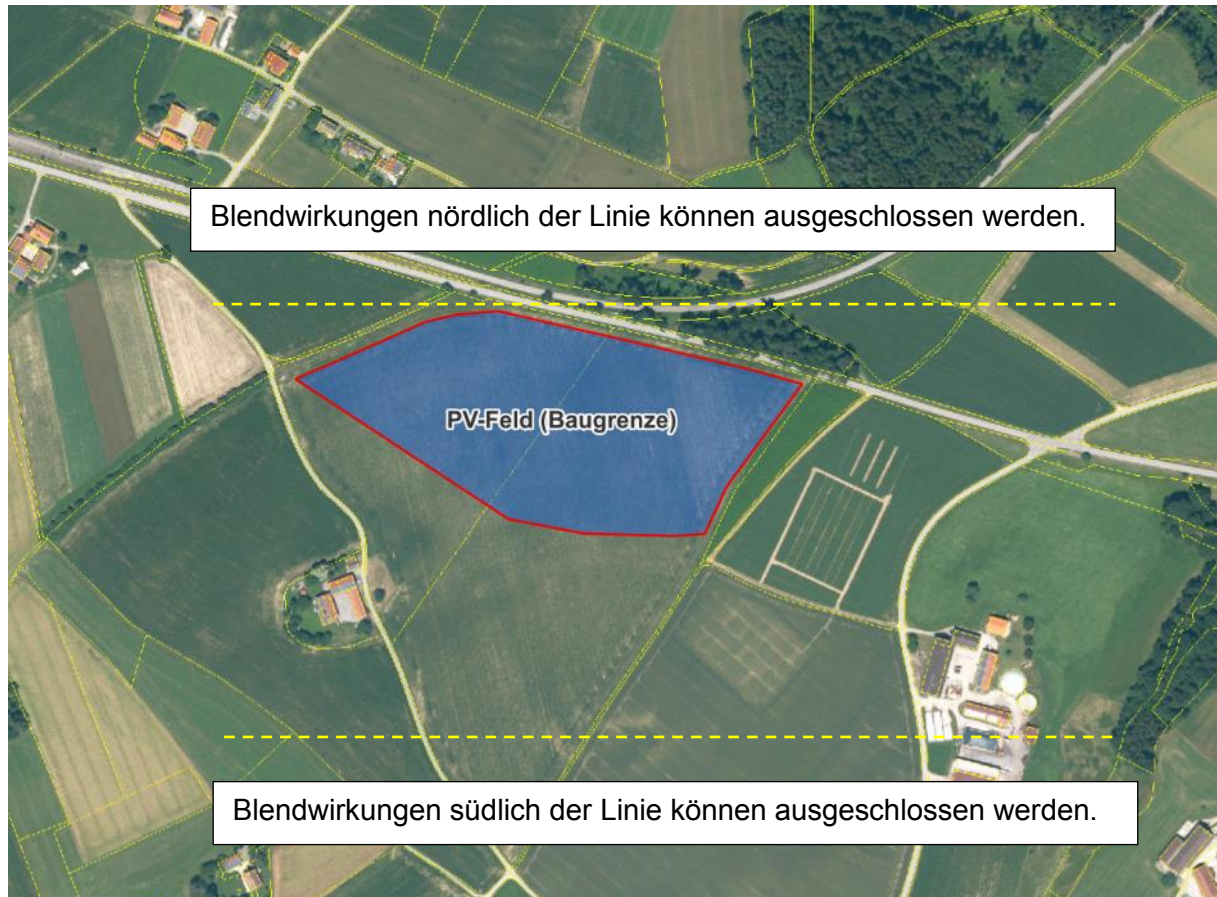 Blendwirkungen nördlich der Linie können ausgeschlossen werden.
PV-Feld (Baugrenze)
Blendwirkungen südlich der Linie können ausgeschlossen werden.